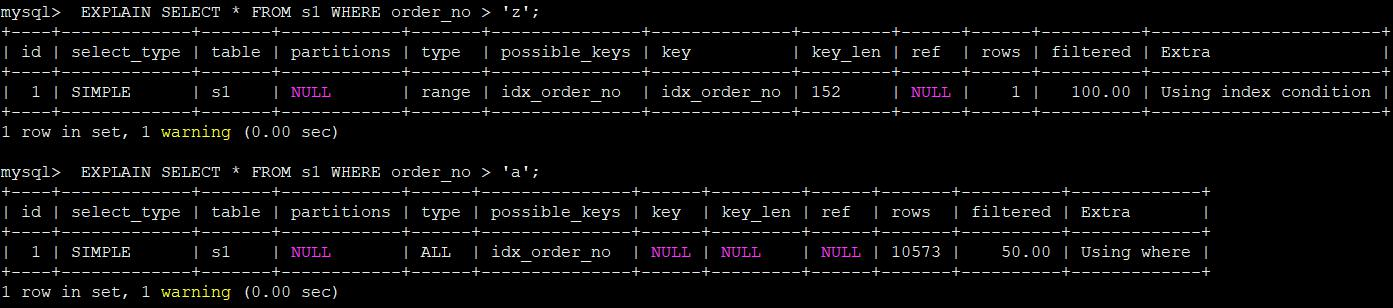 mysql>  EXPLAIN SELECT * FROM s1 WHERE order_no > 'z';
+----+-------------+-------+------------+-------+---------------+--------------+---------+------+------+----------+-----------------------+
| id | select_type | table | partitions | type  | possible_keys | key          | key_len | ref  | rows | filtered | Extra                 |
+----+-------------+-------+------------+-------+---------------+--------------+---------+------+------+----------+-----------------------+
|  1 | SIMPLE      | s1    | NULL       | range | idx_order_no  | idx_order_no | 152     | NULL |    1 |   100.00 | Using index condition |
+----+-------------+-------+------------+-------+---------------+--------------+---------+------+------+----------+-----------------------+
1 row in set, 1 warning (0.00 sec)

mysql>  EXPLAIN SELECT * FROM s1 WHERE order_no > 'a';
+----+-------------+-------+------------+------+---------------+------+---------+------+-------+----------+-------------+
| id | select_type | table | partitions | type | possible_keys | key  | key_len | ref  | rows  | filtered | Extra       |
+----+-------------+-------+------------+------+---------------+------+---------+------+-------+----------+-------------+
|  1 | SIMPLE      | s1    | NULL       | ALL  | idx_order_no  | NULL | NULL    | NULL | 10573 |    50.00 | Using where |
+----+-------------+-------+------------+------+---------------+------+---------+------+-------+----------+-------------+
1 row in set, 1 warning (0.00 sec)